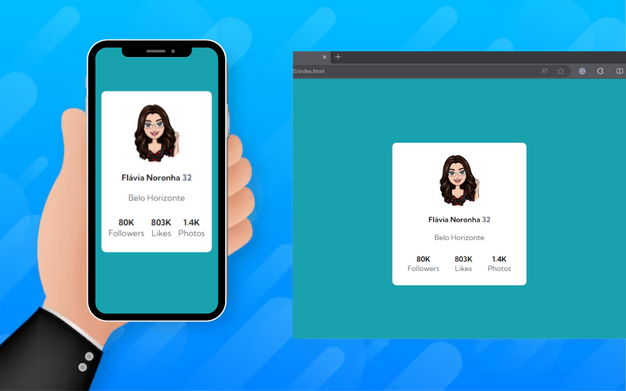 Flávia Noronha 32
Belo Horizonte
80K 803K 1.4K
Followers Likes Photos
0/index.html
Flávia Noronha 32
Belo Horizonte
80K 803K 1.4K
Followers Likes Photos